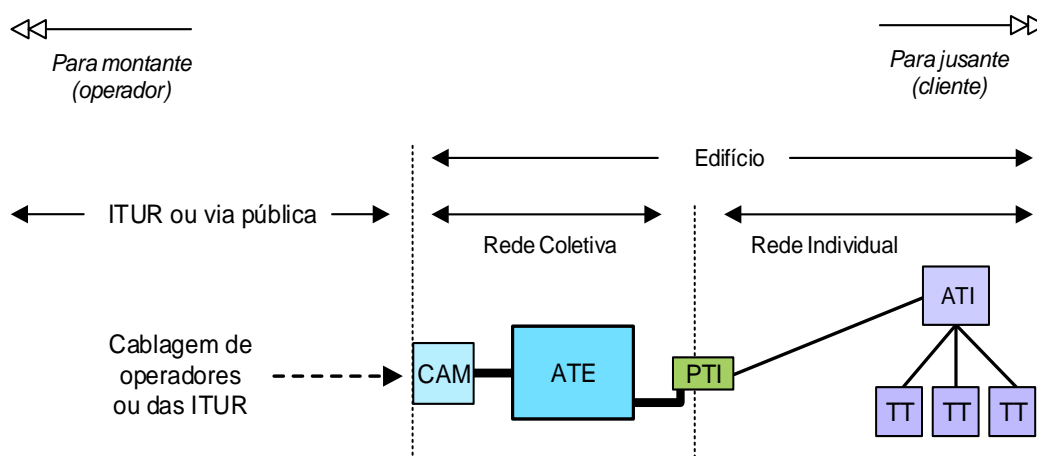 Para montante
(operador)
Para jusante
(cliente)
Edifício
ITUR ou via pública
Rede Coletiva
Rede Individual
Cablagem de
operadores
ou das ITUR
CAM
ATE
PTI
ATI
TT
TT
TT